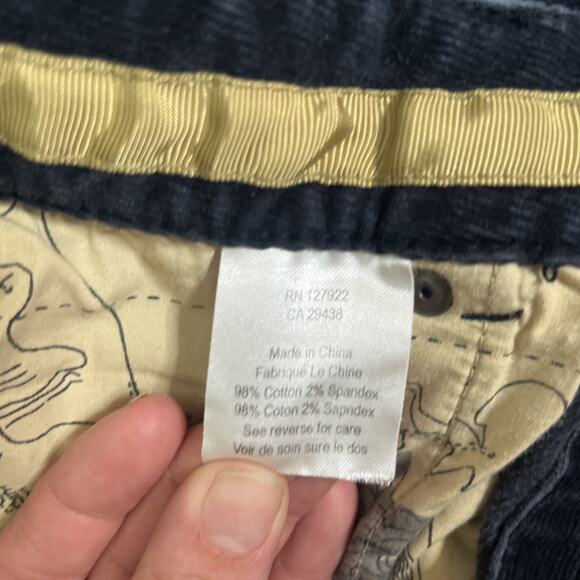 RN 127922
CA 29438
Made in China
Fabrique Le Chine
98% Cotton 2% Spandex
98% Coton 2% Sapndex
See reverse for care
Voir de soin sure le dos